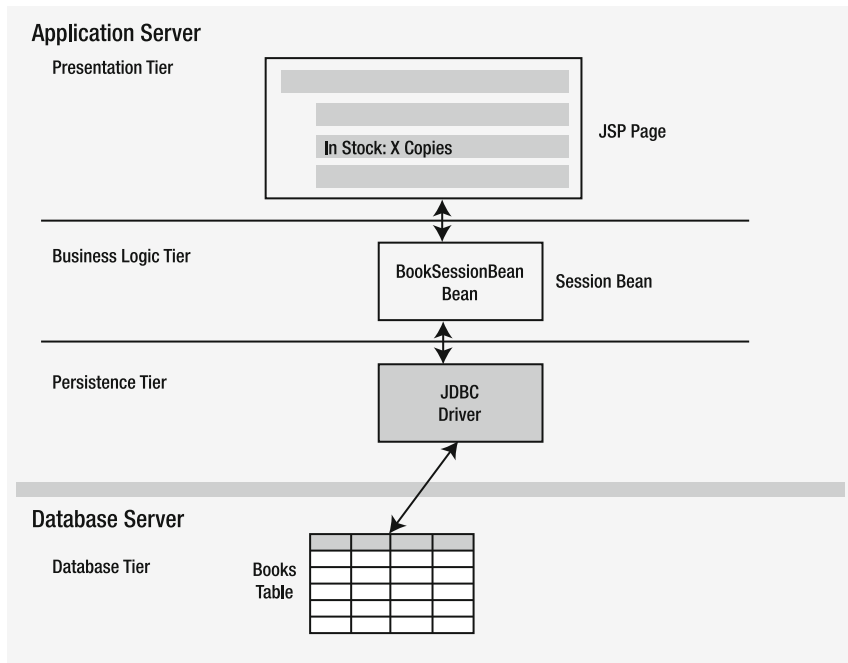 Application Server
Presentation Tier
In Stock: X Copies
JSP Page
Business Logic Tier
BookSessionBean
Bean
Session Bean
Persistence Tier
JDBC
Driver
Database Server
Database Tier
Books
Table